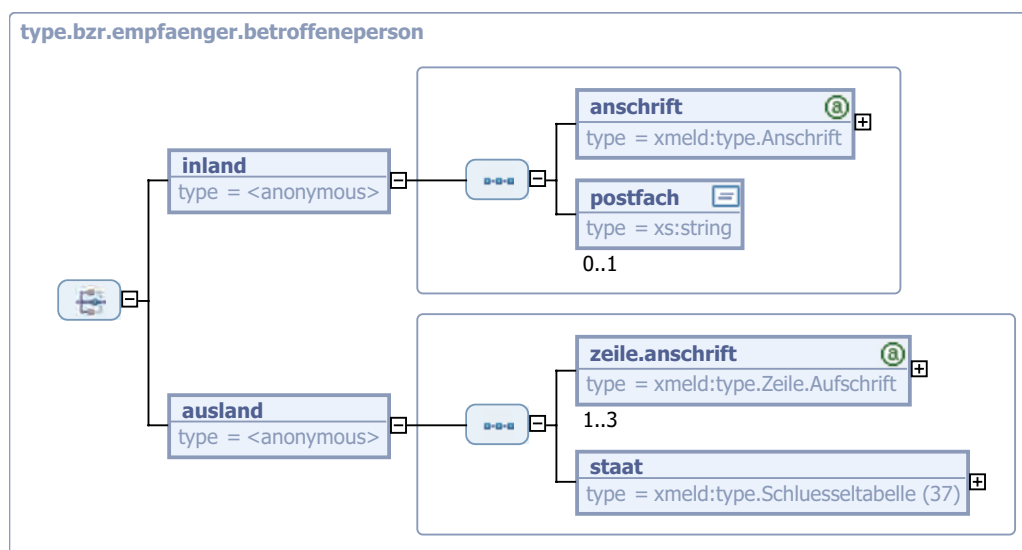 type.bzr.empfaenger.betroffeneperson
anschrift
type = xmeld:type.Anschrift
inland
type = <anonymous>
postfach
type = xs:string
0..1
zeile.anschrift
type = xmeld:type.Zeile.Aufschrift
1..3
ausland
type = <anonymous>
staat
type = xmeld:type.Schluesseltabelle (37)